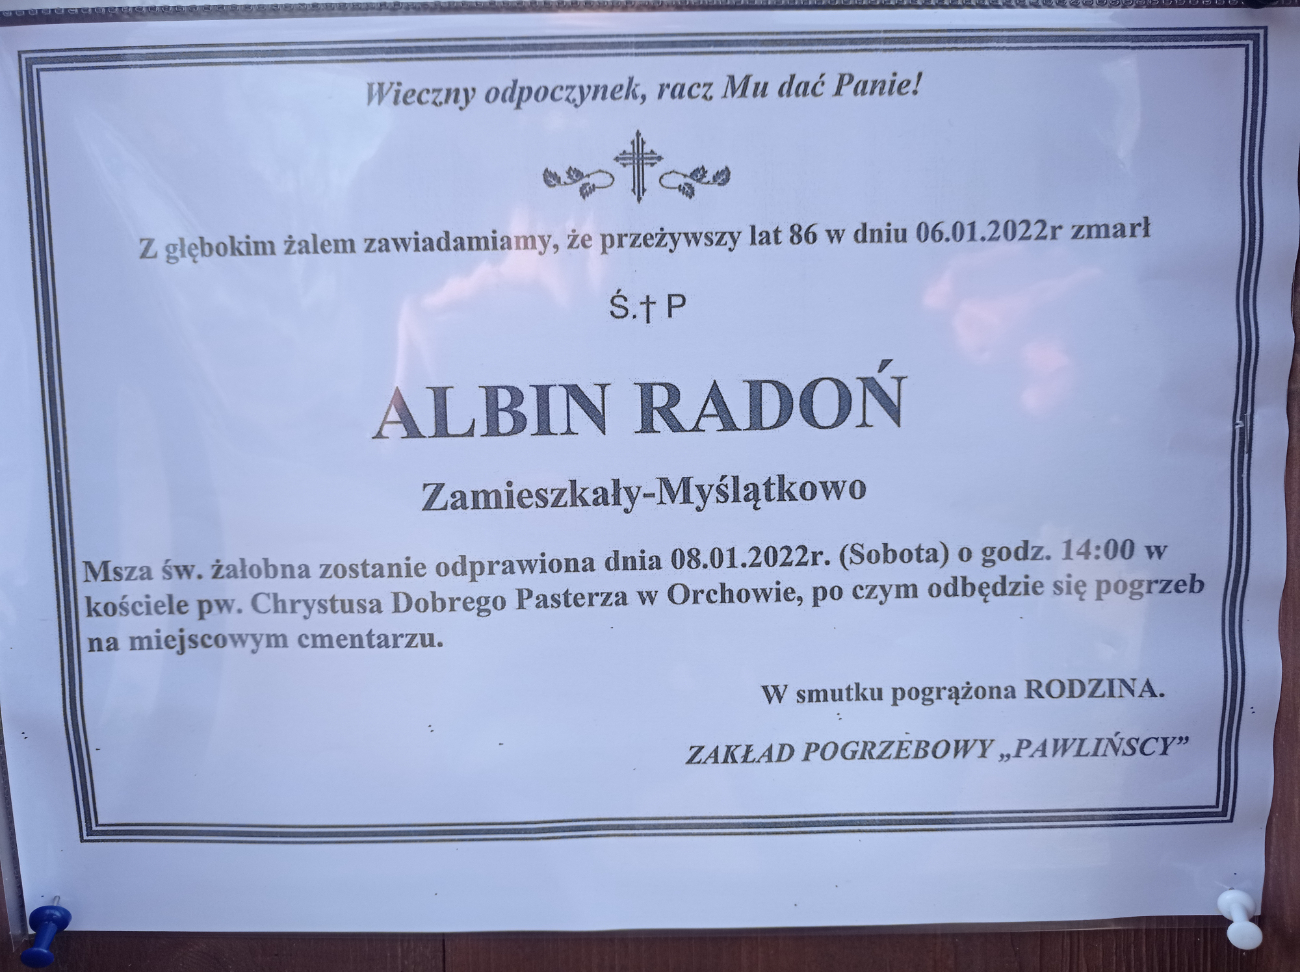 Wieczny odpoczynek, racz Mu dać Panie!
Z głębokim żalem zawiadamiamy, że przeżywszy lat 86 w dniu 06.01.2022r zmarł
Ś.† P
ALBIN RADOŃ
Zamieszkały-Myślątkowo
Msza św. żałobna zostanie odprawiona dnia 08.01.2022r. (Sobota) o godz. 14:00 w
kościele pw. Chrystusa Dobrego Pasterza w Orchowie, po czym odbędzie się pogrzeb
na miejscowym cmentarzu.
W smutku pogrążona RODZINA.
ZAKŁAD POGRZEBOWY „PAWLIŃSCY”